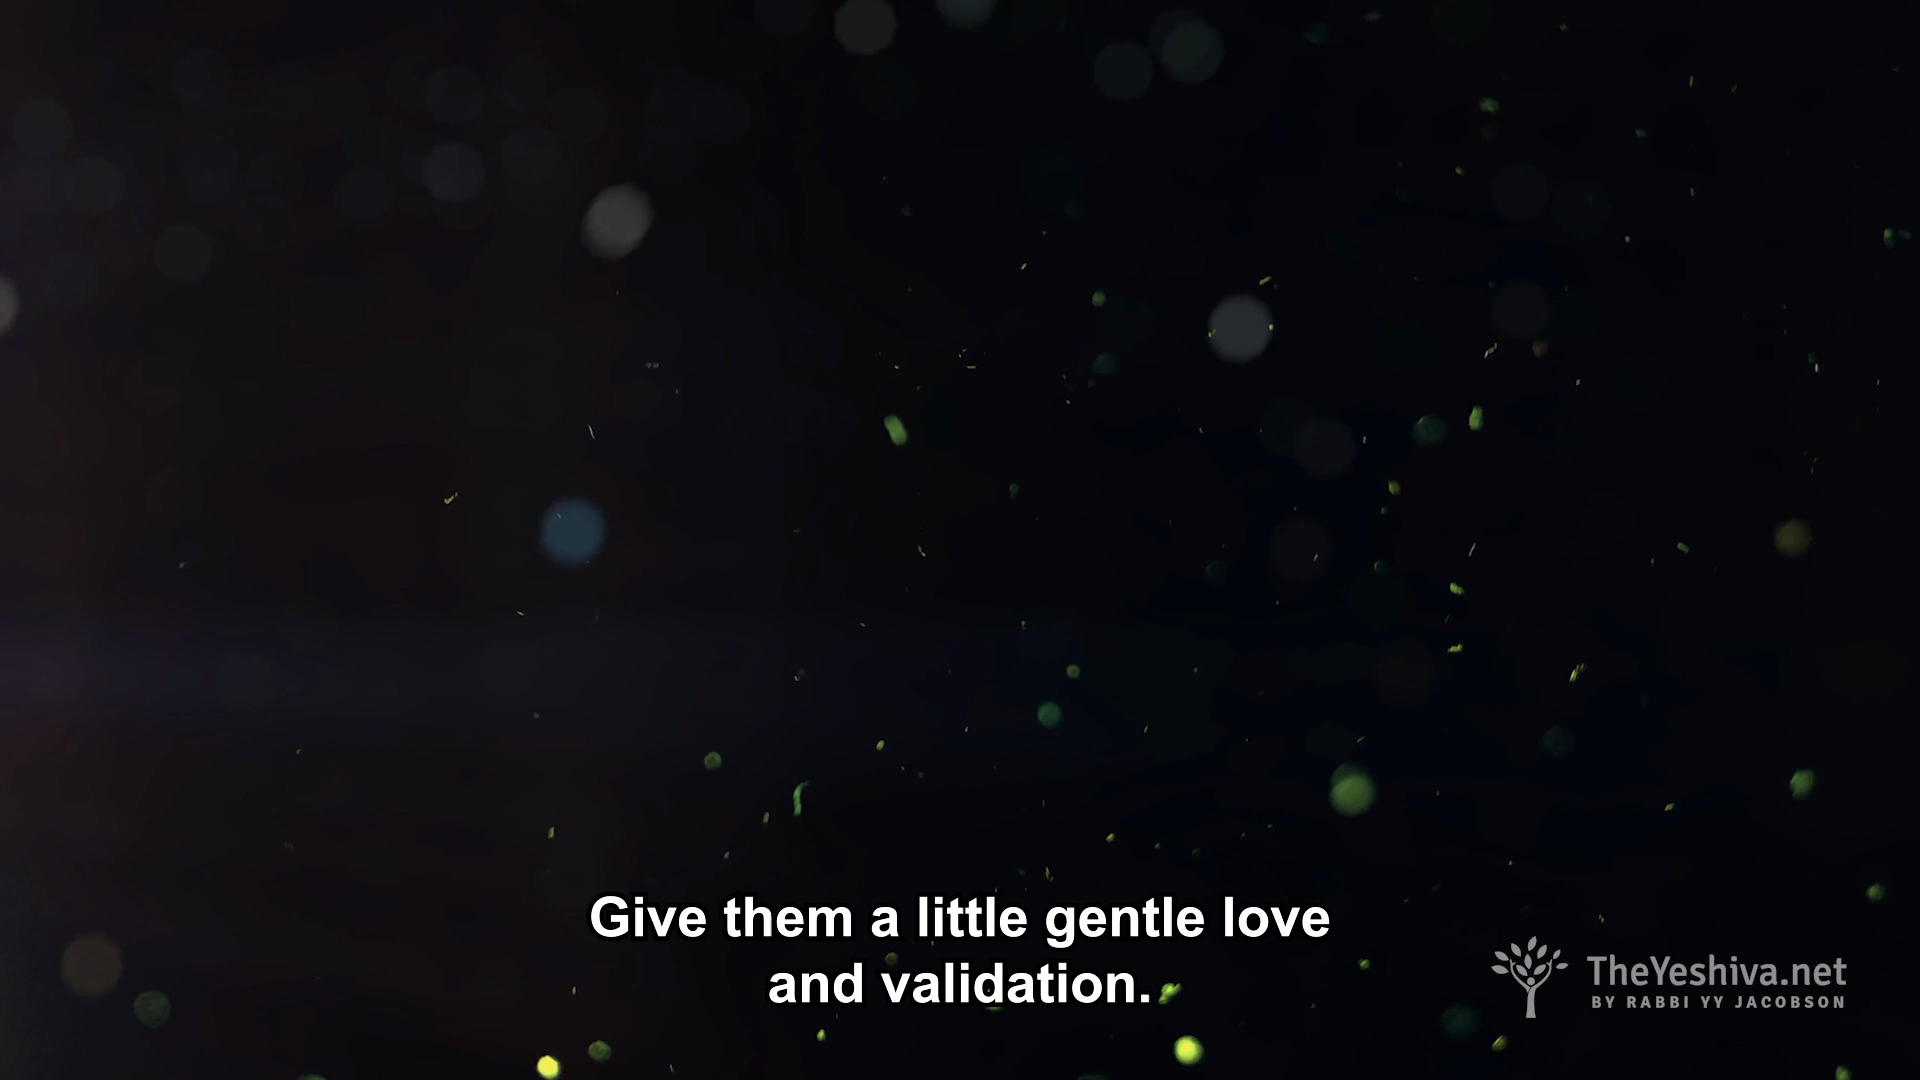 Give them a little gentle love
and validation.
TheYeshiva.net
BY RABBI YY JACOBSON